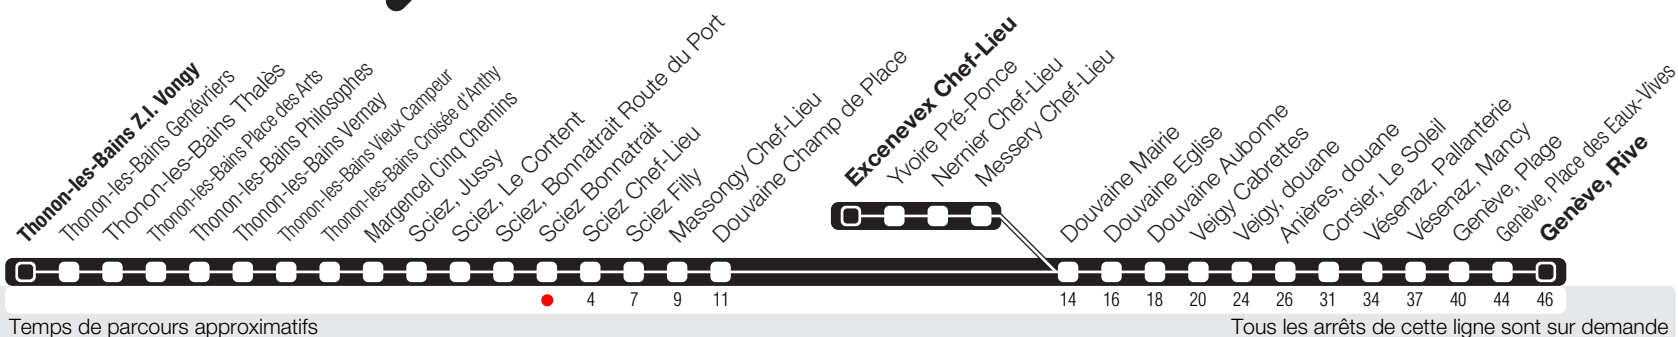 Thonon-les-Bains Z.I. Vongy
Thonon-les-Bains Genévriers
Thonon-les-Bains Thalès
Thonon-les-Bains Place des Arts
Thonon-les-Bains Philosophes
Thonon-les-Bains Vernay
Thonon-les-Bains Vieux Campeur
Thonon-les-Bains Croisée d'Anthy
Margencel Cinq Chemins
Sciez, Jussy
Sciez, Le Content
Sciez, Bonnatrait Route du Port
Sciez Bonnatrait
Sciez Chef-Lieu
Sciez Filly
Massongy Chef-Lieu
Douvaine Champ de Place
Excenevex Chef-Lieu
Yvoire Pré-Ponce
Nernier Chef-Lieu
Messery Chef-Lieu
Douvaine Mairie
Douvaine Eglise
Douvaine Aubonne
Veigy Cabrettes
Veigy, douane
Anières, douane
Corsier, Le Soleil
Vésenaz, Pallanterie
Vésenaz, Mancy
Genève, Plage
Genève, Place des Eaux-Vives
Genève, Rive
4 7 9 11 14 16 18 20 24 26 31 34 37 40 44 46
Temps de parcours approximatifs
Tous les arrêts de cette ligne sont sur demande